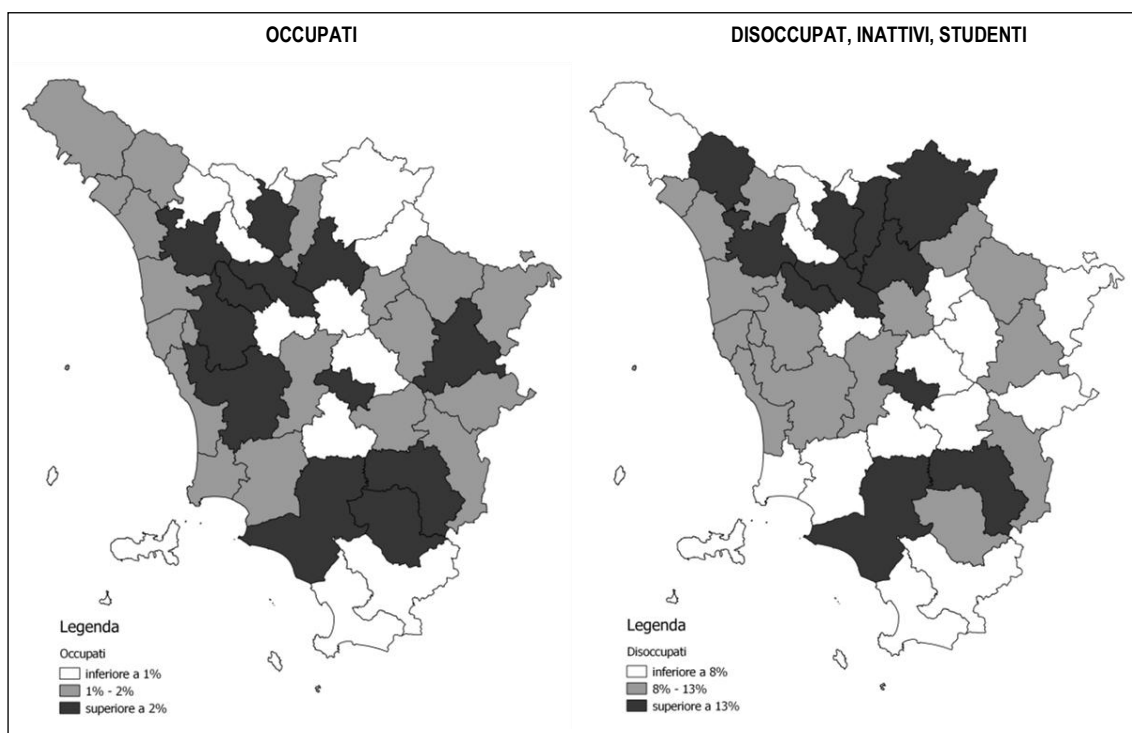 OCCUPATI
DISOCCUPAT, INATTIVI, STUDENTI
Legenda
Occupati
inferiore a 1%
1% - 2%
superiore a 2%
Legenda
Disoccupati
inferiore a 8%
8% - 13%
superiore a 13%